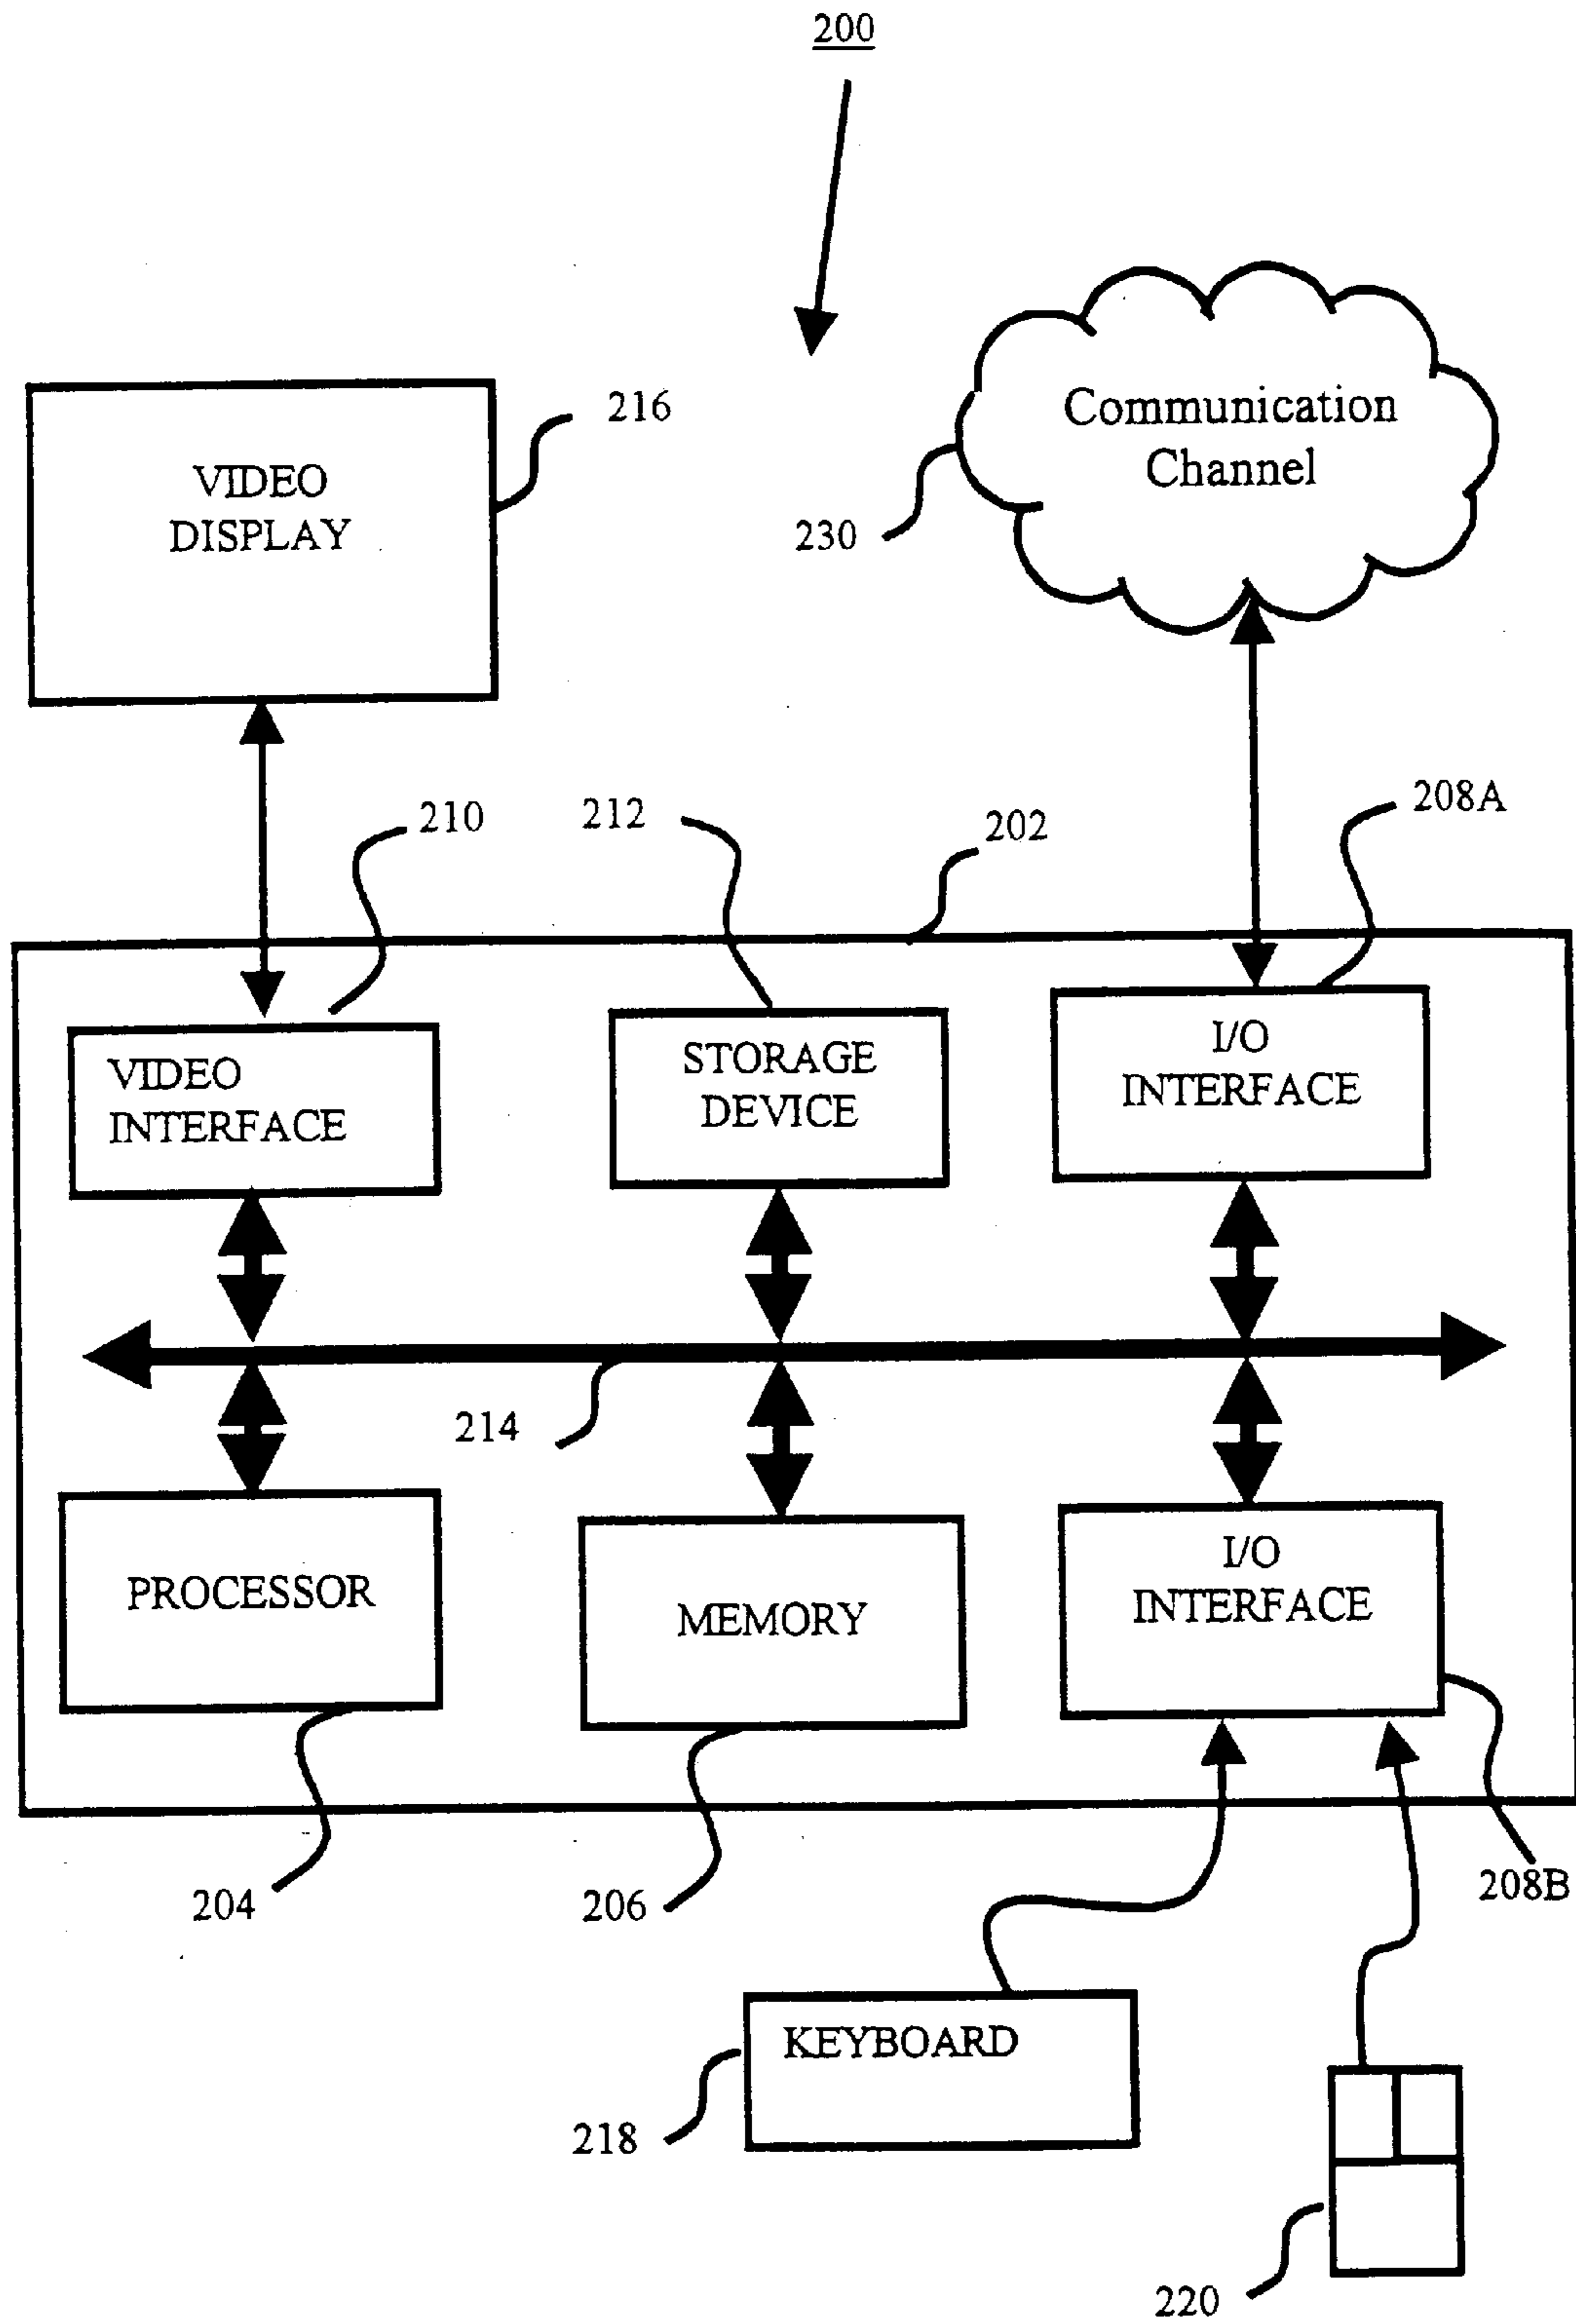 200
Communication
Channel
216
VIDEO
DISPLAY
230
210
212
202
208A
VIDEO
INTERFACE
STORAGE
DEVICE
I/O
INTERFACE
214
PROCESSOR
MEMORY
I/O
INTERFACE
204
206
208B
KEYBOARD
218
220